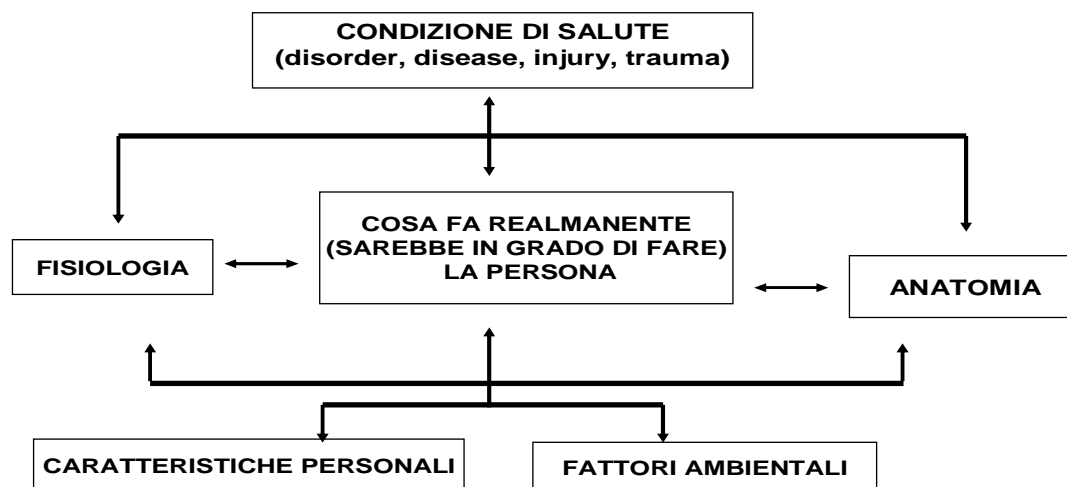 CONDIZIONE DI SALUTE
(disorder, disease, injury, trauma)
COSA FA REALMANENTE
(SAREBBE IN GRADO DI FARE)
LA PERSONA
FISIOLOGIA
ANATOMIA
CARATTERISTICHE PERSONALI
FATTORI AMBIENTALI